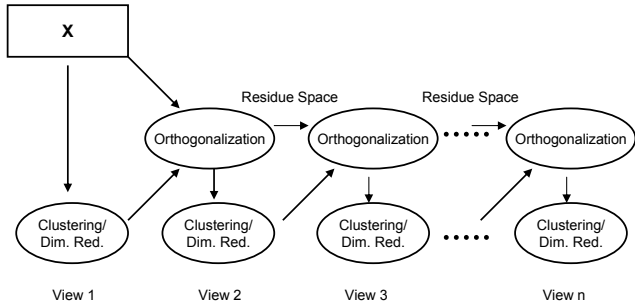 X
Residue Space
Residue Space
Orthogonalization
Orthogonalization
Orthogonalization
Clustering/
Dim. Red.
Clustering/
Dim. Red.
Clustering/
Dim. Red.
Clustering/
Dim. Red.
View 1
View 2
View 3
View n